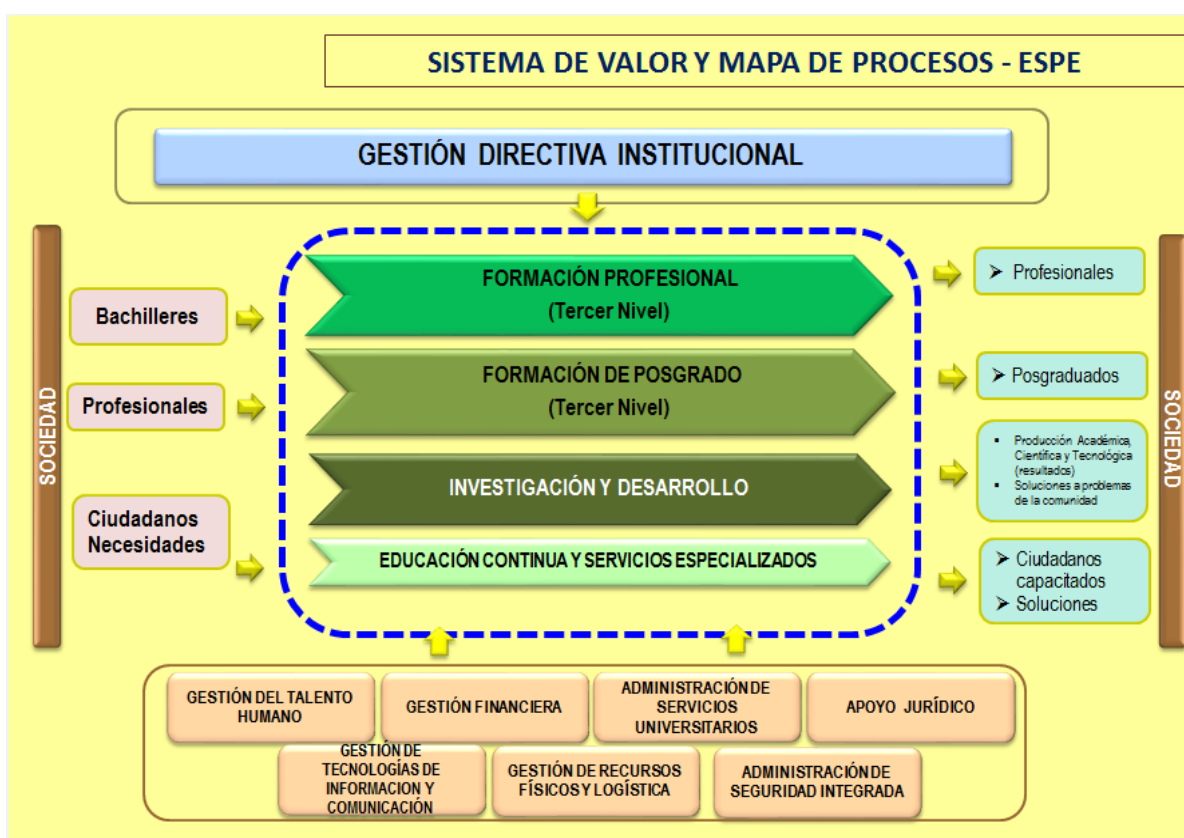 SISTEMA DE VALOR Y MAPA DE PROCESOS - ESPE
GESTIÓN DIRECTIVA INSTITUCIONAL
SOCIEDAD
Bachilleres
Profesionales
Ciudadanos
Necesidades
FORMACIÓN PROFESIONAL
(Tercer Nivel)
FORMACIÓN DE POSGRADO
(Tercer Nivel)
INVESTIGACIÓN Y DESARROLLO
EDUCACIÓN CONTINUA Y SERVICIOS ESPECIALIZADOS
Profesionales
Posgraduados
Producción Académica,
Científica y Tecnológica
(resultados)
Soluciones a problemas
de la comunidad
Ciudadanos
capacitados
Soluciones
SOCIEDAD
GESTIÓN DEL TALENTO
HUMANO
GESTIÓN FINANCIERA
ADMINISTRACIÓN DE
SERVICIOS
UNIVERSITARIOS
APOYO JURÍDICO
GESTIÓN DE
TECNOLOGÍAS DE
INFORMACION Y
COMUNICACIÓN
GESTIÓN DE RECURSOS
FÍSICOS Y LOGÍSTICA
ADMINISTRACIÓN DE
SEGURIDAD INTEGRADA